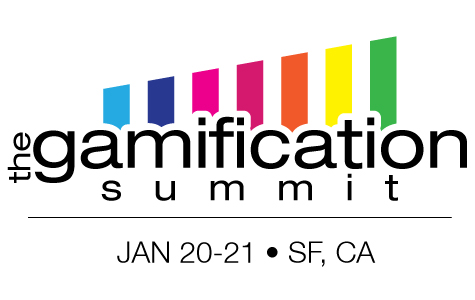 the gamification
summit
JAN 20-21 • SF, CA